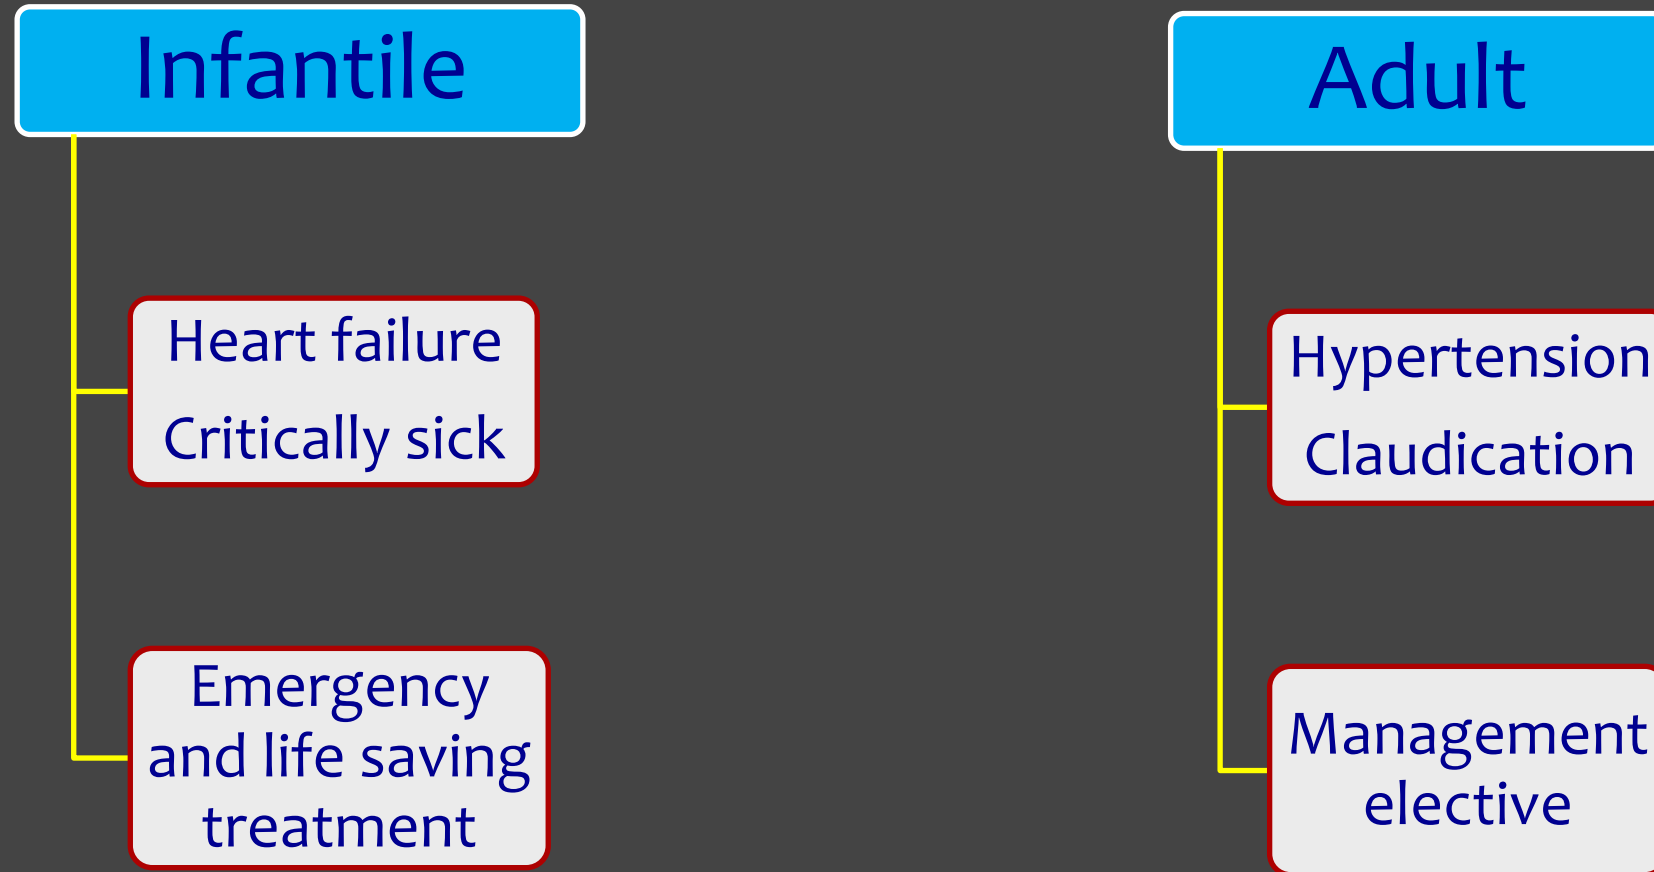 Infantile
Heart failure
Critically sick
Emergency
and life saving
treatment
Adult
Hypertension
Claudication
Management
elective